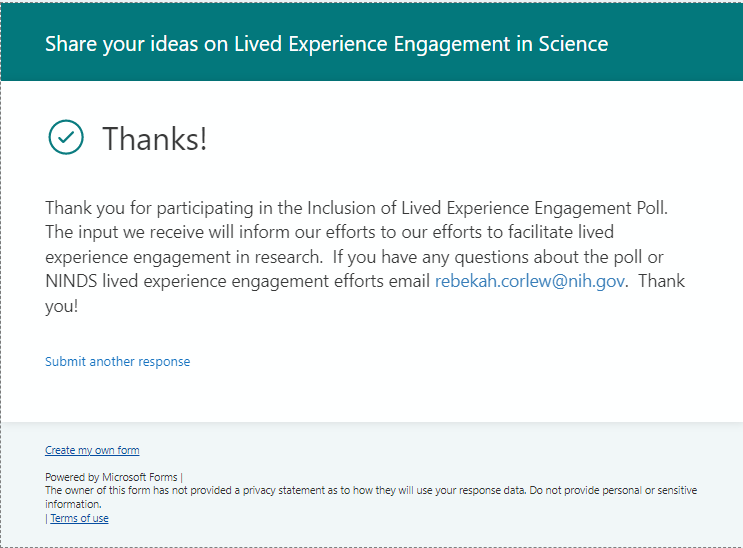 Share your ideas on Lived Experience Engagement in Science
Thanks!
Thank you for participating in the Inclusion of Lived Experience Engagement Poll.
The input we receive will inform our efforts to our efforts to facilitate lived
experience engagement in research.  If you have any questions about the poll or
NINDS lived experience engagement efforts email rebekah.corlew@nih.gov.  Thank
you!
Submit another response
Create my own form
Powered by Microsoft Forms |
The owner of this form has not provided a privacy statement as to how they will use your response data. Do not provide personal or sensitive
information.
| Terms of use